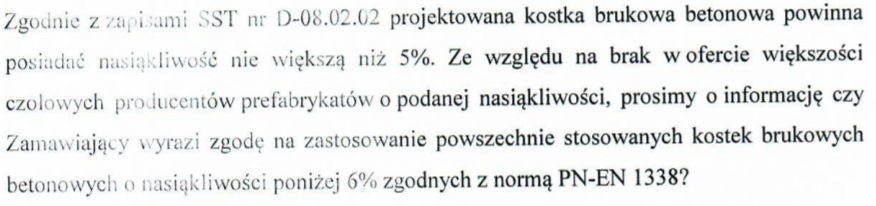 Zgodnie z zapisami SST nr D-08.02.02 projektowana kostka brukowa betonowa powinna
posiadać nasiąkliwość nie większą niż 5%. Ze względu na brak w ofercie większości
czołowych producentów prefabrykatów o podanej nasiąkliwości, prosimy o informację czy
Zamawiający wyrazi zgodę na zastosowanie powszechnie stosowanych kostek brukowych
betonowych o nasiąkliwości poniżej 6% zgodnych z normą PN-EN 1338?